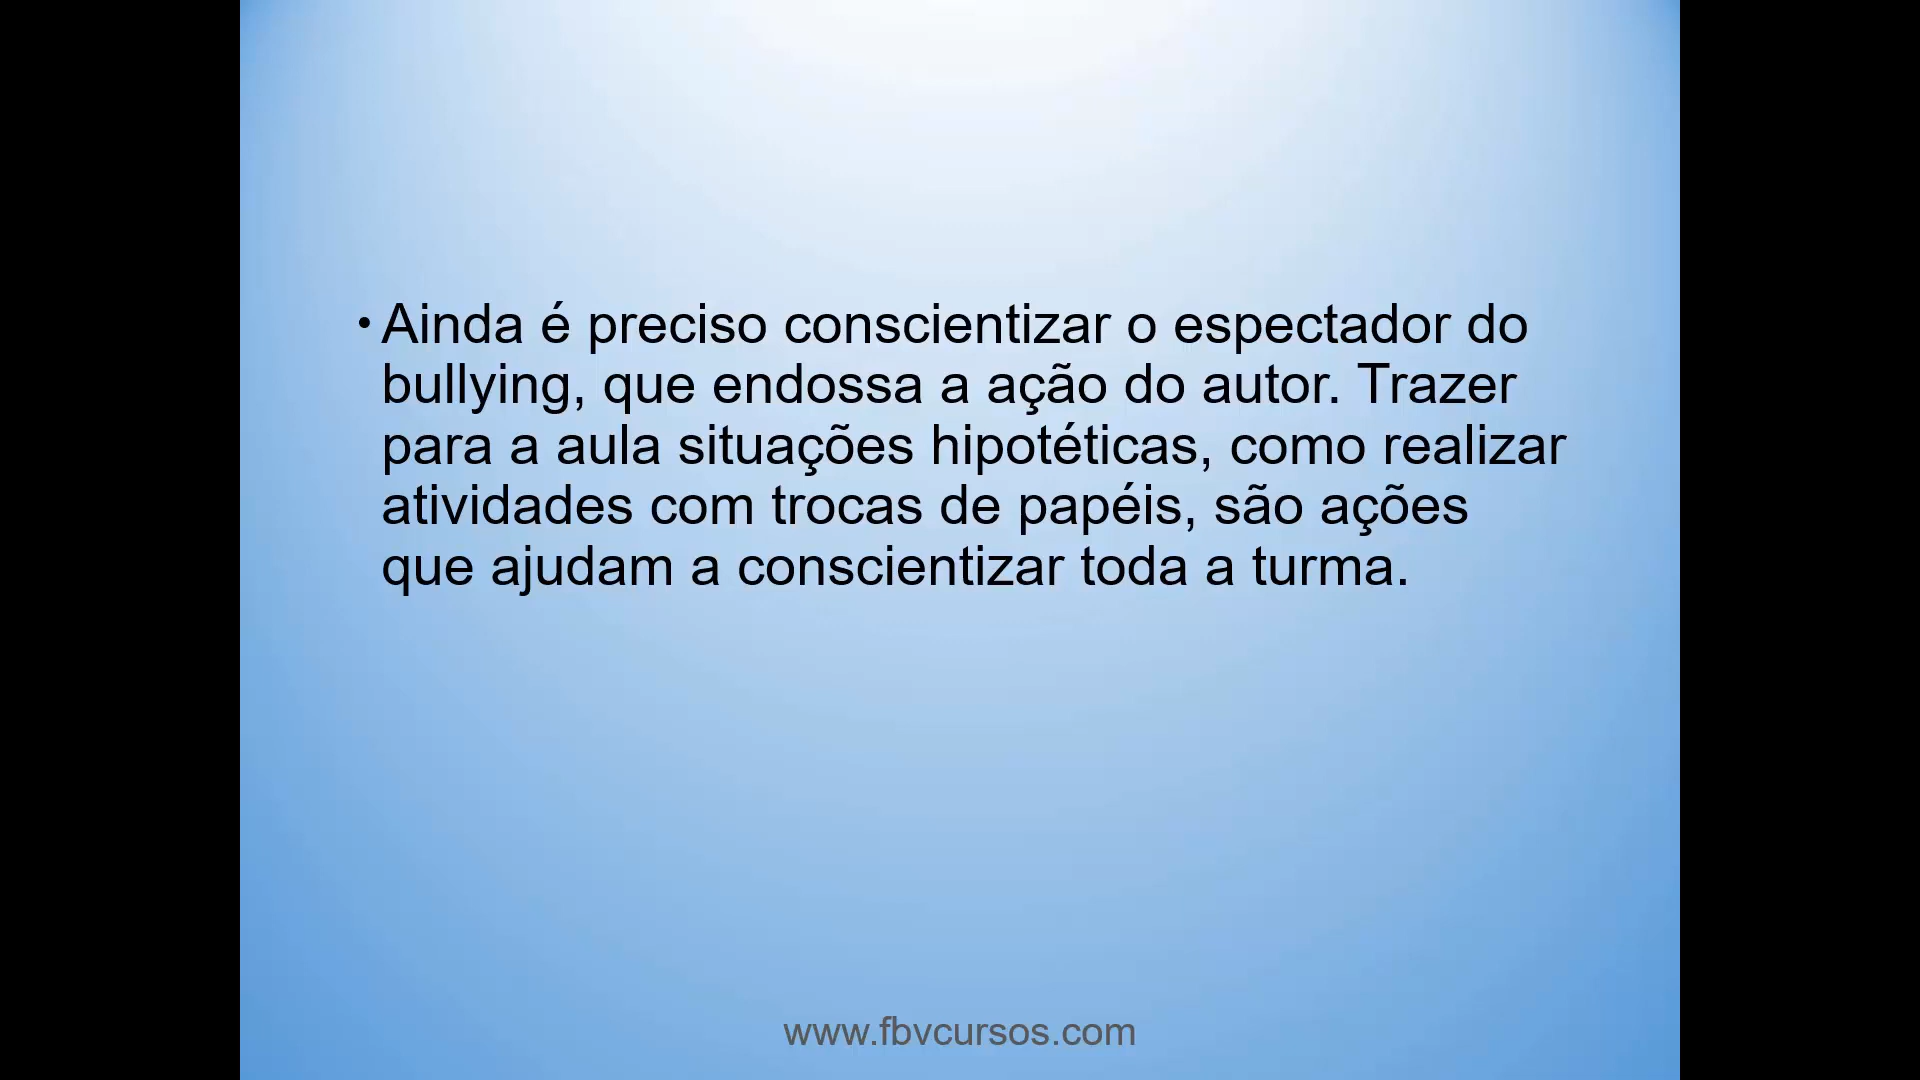 • Ainda é preciso conscientizar o espectador do
bullying, que endossa a ação do autor. Trazer
para a aula situações hipotéticas, como realizar
atividades com trocas de papéis, são ações
que ajudam a conscientizar toda a turma.
www.fbvcursos.com